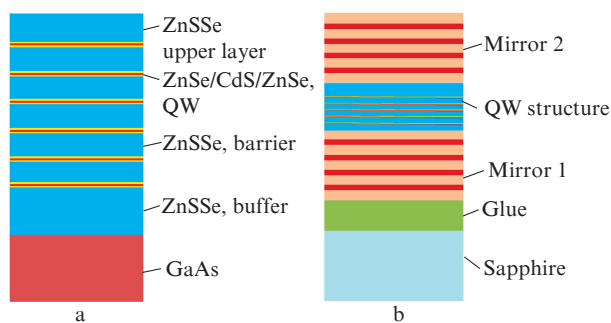 ZnSSe
upper layer
ZnSe/CdS/ZnSe,
QW
ZnSSe, barrier
ZnSSe, buffer
GaAs
a
Mirror 2
QW structure
Mirror 1
Glue
Sapphire
b